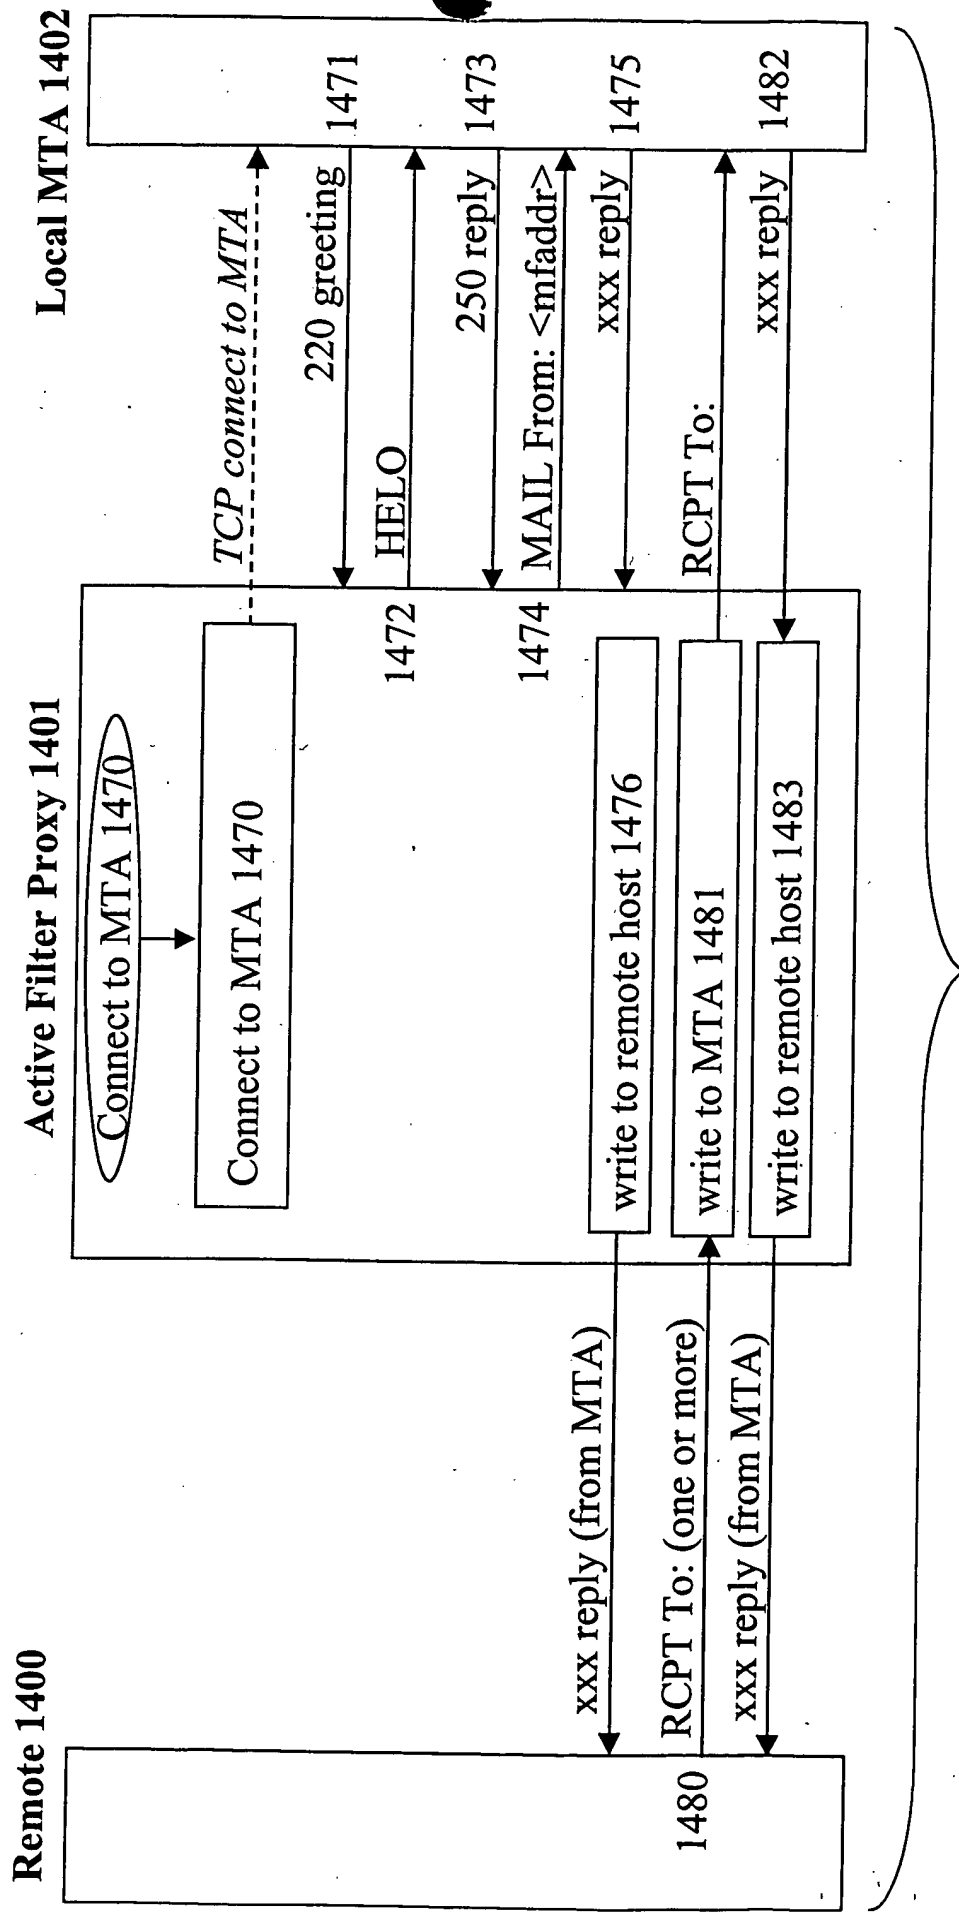 Remote 1400
Active Filter Proxy 1401
Local MTA 1402
Connect to MTA 1470
Connect to MTA 1470
TCP connect to MTA
220 greeting
1471
1472
HELO
250 reply
1473
1474
MAIL From: <mfaddr>
xxx reply
1475
xxx reply (from MTA)
write to remote host 1476
1480
RCPT To: (one or more)
write to MTA 1481
RCPT To:
xxx reply
1482
xxx reply (from MTA)
write to remote host 1483